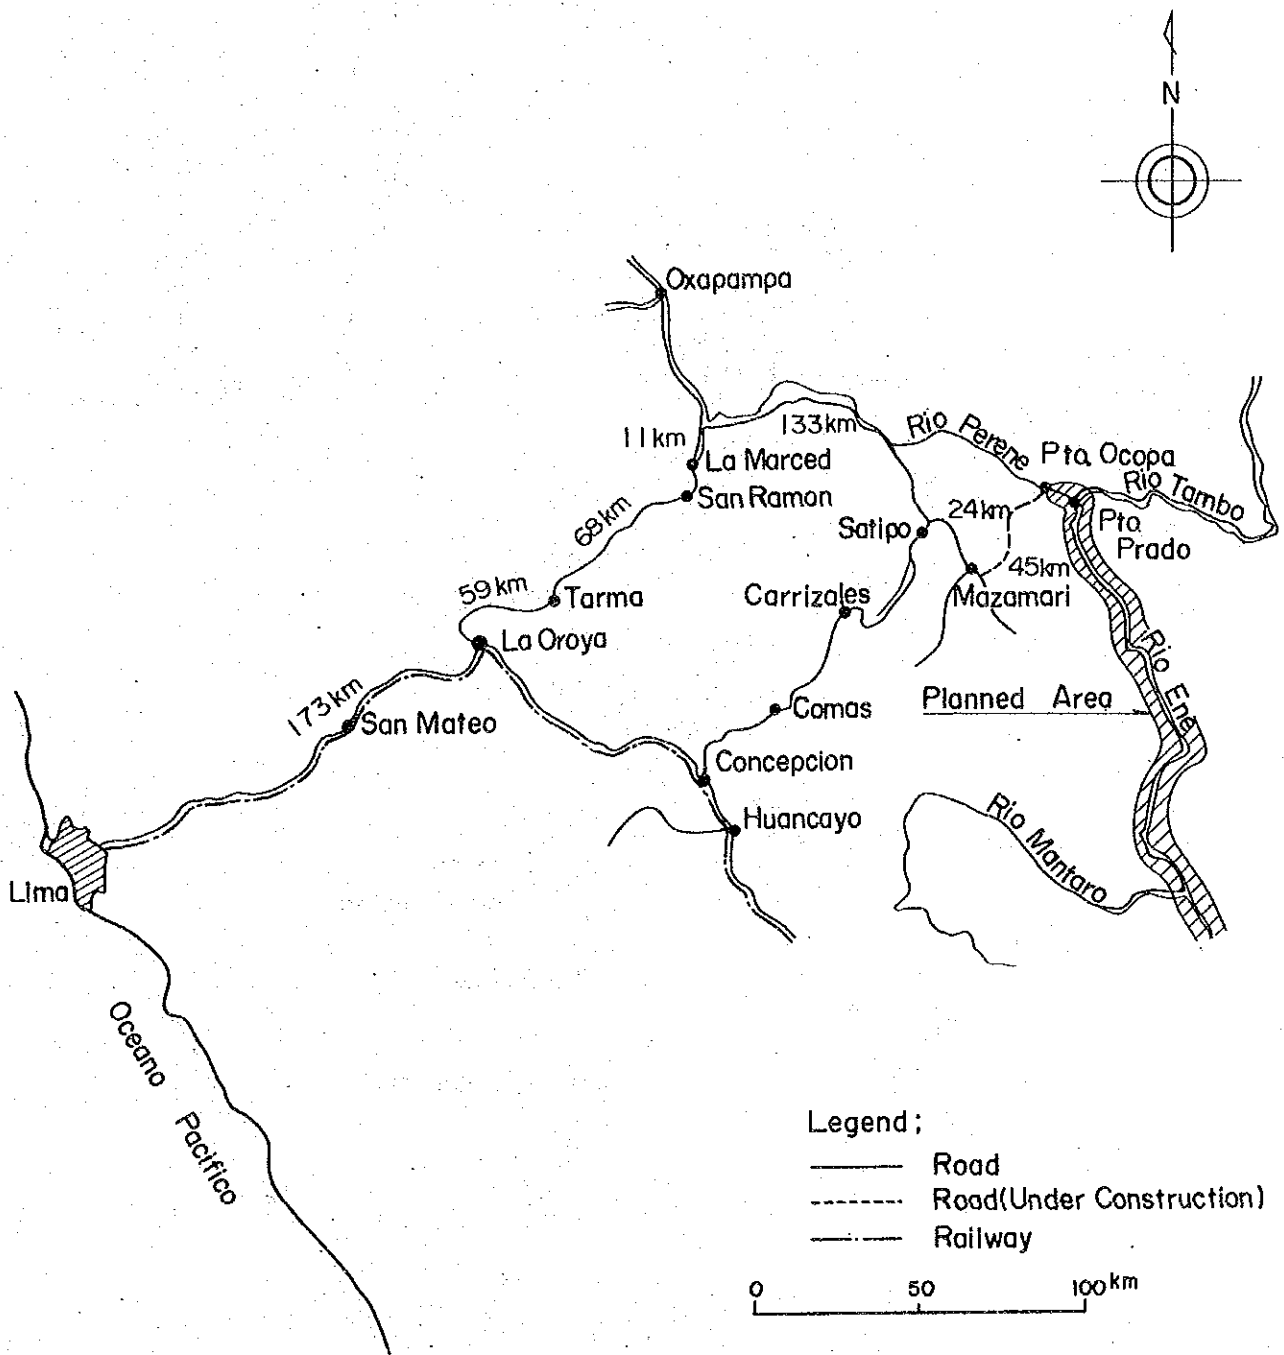 N
Oxapampa
133km
Rio Perene
11km
La Marced
Pta. Ocopa
Rio Tambo
San Ramon
68km
24km
Satipo
Pta
Prado
45km
Mazamari
59km
Tarma
Carrizales
La Oroya
Rio Ene
173km
San Mateo
Comas
Planned Area
Concepcion
Huancayo
Rio Mantaro
Lima
Oceano Pacifico
Legend;
Road
Road(Under Construction)
Railway
0 50 100km